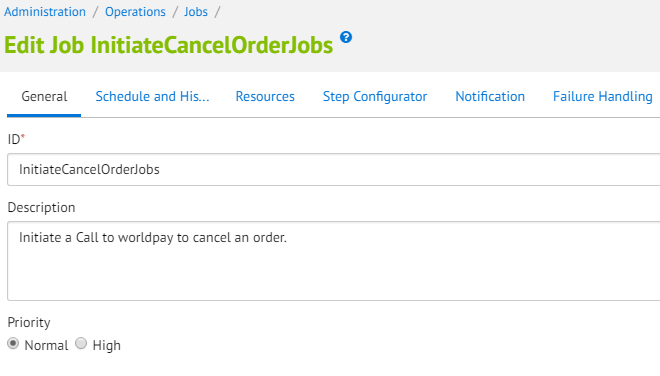 Administration / Operations / Jobs /
Edit Job InitiateCancelOrderJobs ?
General Schedule and His... Resources Step Configurator Notification Failure Handling
ID*
InitiateCancelOrderJobs
Description
Initiate a Call to worldpay to cancel an order.
Priority
Normal High